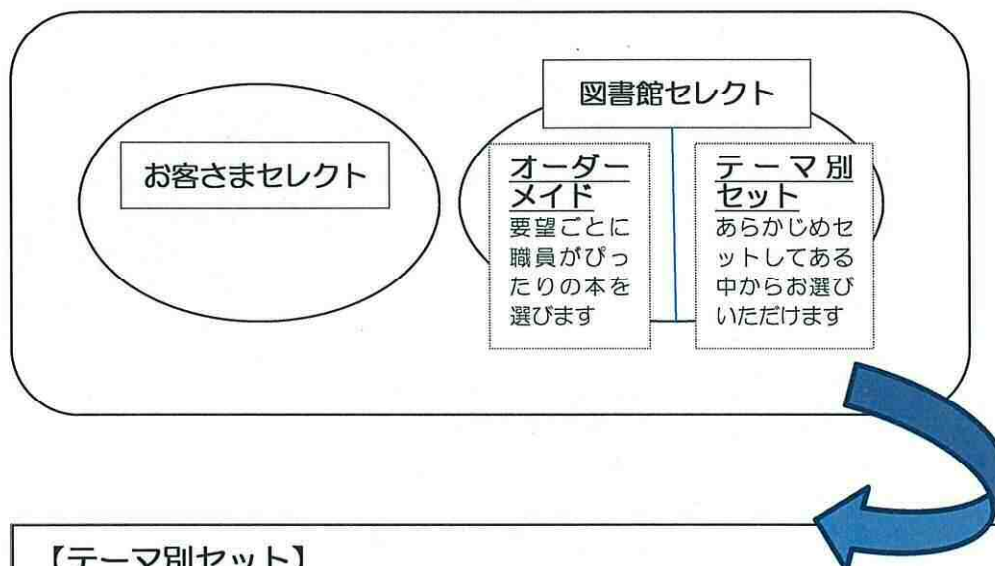 お客さまセレクト
図書館セレクト
オーダー
メイド
要望ごとに
職員がぴっ
たりの本を
選びます
テーマ別
セット
あらかじめセ
ットしてある
中からお選び
いただけます
【テーマ別セット】